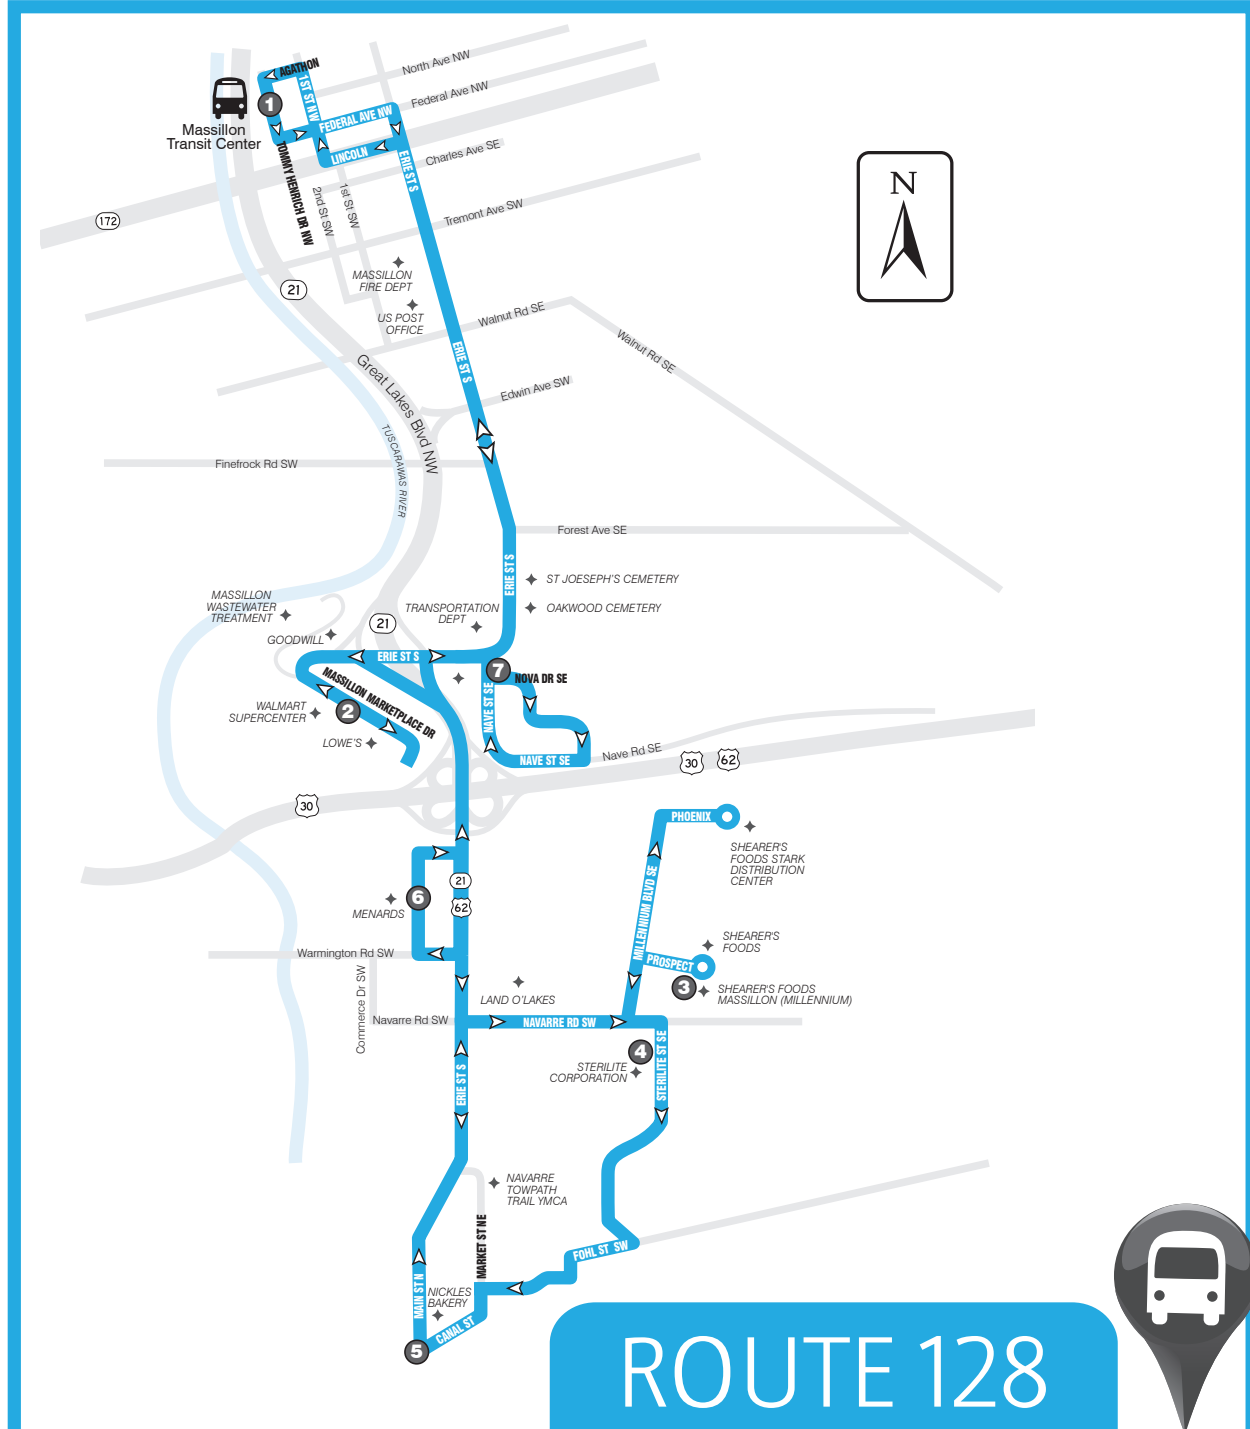 North Ave NW
AGATHON
1ST ST NW
Federal Ave NW
1
FEDERAL AVE NW
Massillon
Transit Center
LINCOLN
Charles Ave SE
ERIE ST S
TOMMY HENRICH DR NW
2nd St SW
1st St SW
N
172
Tremont Ave SW
MASSILLON
FIRE DEPT
21
US POST
OFFICE
Walnut Rd SE
Walnut Rd SE
ERIE ST S
Great Lakes Blvd NW
Edwin Ave SW
TUSCARAWAS RIVER
Finefrock Rd SW
Forest Ave SE
ERIE ST S
ST JOESEPH'S CEMETERY
MASSILLON
WASTEWATER
TREATMENT
TRANSPORTATION
DEPT
OAKWOOD CEMETERY
21
GOODWILL
ERIE ST S
7
NOVA DR SE
MASSILLON MARKETPLACE DR
WALMART
SUPERCENTER
2
NAVE ST SE
LOWE'S
NAVE ST SE
Nave Rd SE
30
62
30
PHOENIX
SHEARER'S
FOODS STARK
DISTRIBUTION
CENTER
21
6
62
MENARDS
MILLENNIUM BLVD SE
SHEARER'S
FOODS
Warmington Rd SW
PROSPECT
3
SHEARER'S FOODS
MASSILLON (MILLENNIUM)
LAND O'LAKES
Commerce Dr SW
Navarre Rd SW
NAVARRE RD SW
4
STERILITE
CORPORATION
STERILITE ST SE
ERIE ST S
NAVARRE
TOWPATH
TRAIL YMCA
MARKET ST NE
FOHL ST SW
MAIN ST N
NICKLES
BAKERY
CANAL ST
5
ROUTE 128